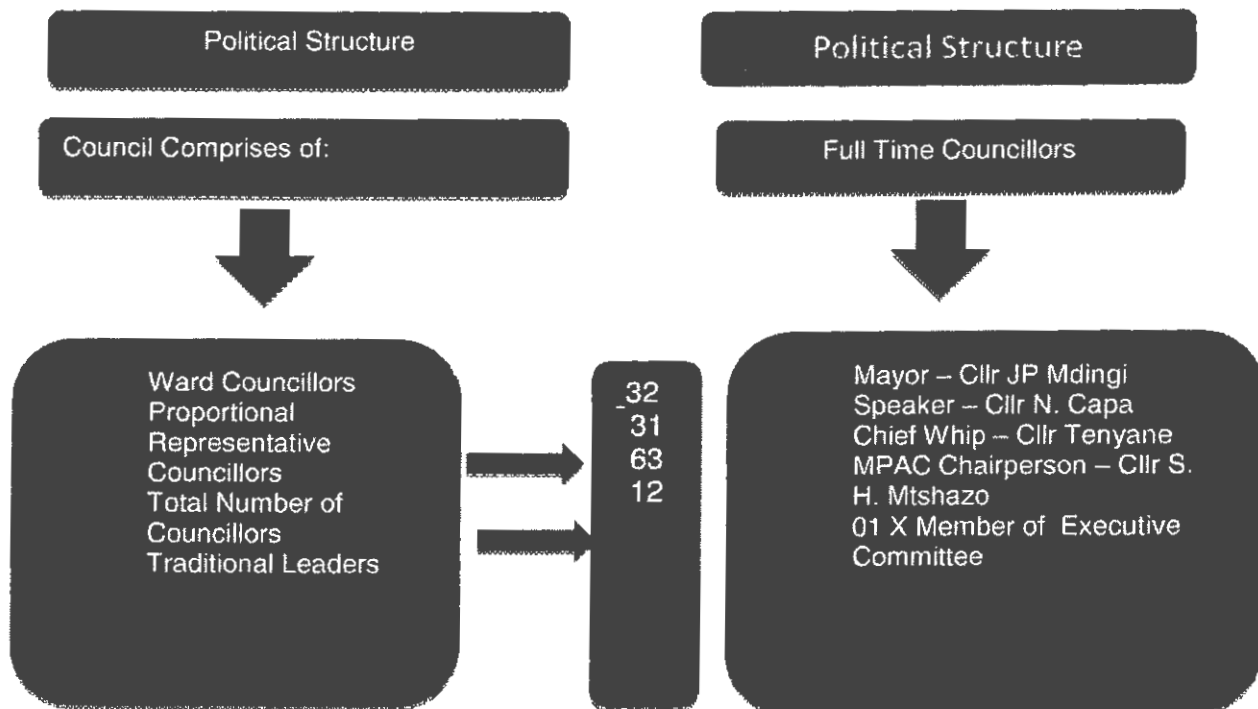 Political Structure
Council Comprises of:
Ward Councillors
Proportional
Representative
Councillors
Total Number of
Councillors
Traditional Leaders
32
31
63
12
Political Structure
Full Time Councillors
Mayor – Cllr JP Mdingi
Speaker – Cllr N. Capa
Chief Whip – Cllr Tenyane
MPAC Chairperson – Cllr S.
H. Mtshazo
01 X Member of Executive
Committee